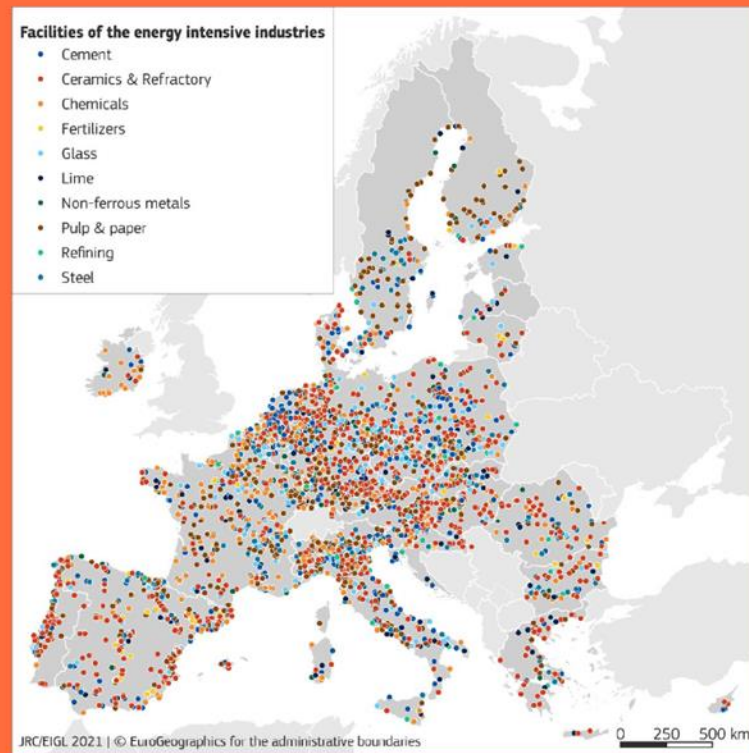 Facilities of the energy intensive industries
Cement
Ceramics & Refractory
Chemicals
Fertilizers
Glass
Lime
Non-ferrous metals
Pulp & paper
Refining
Steel
JRC/EIGL 2021 | © EuroGeographics for the administrative boundaries
0 250 500 km